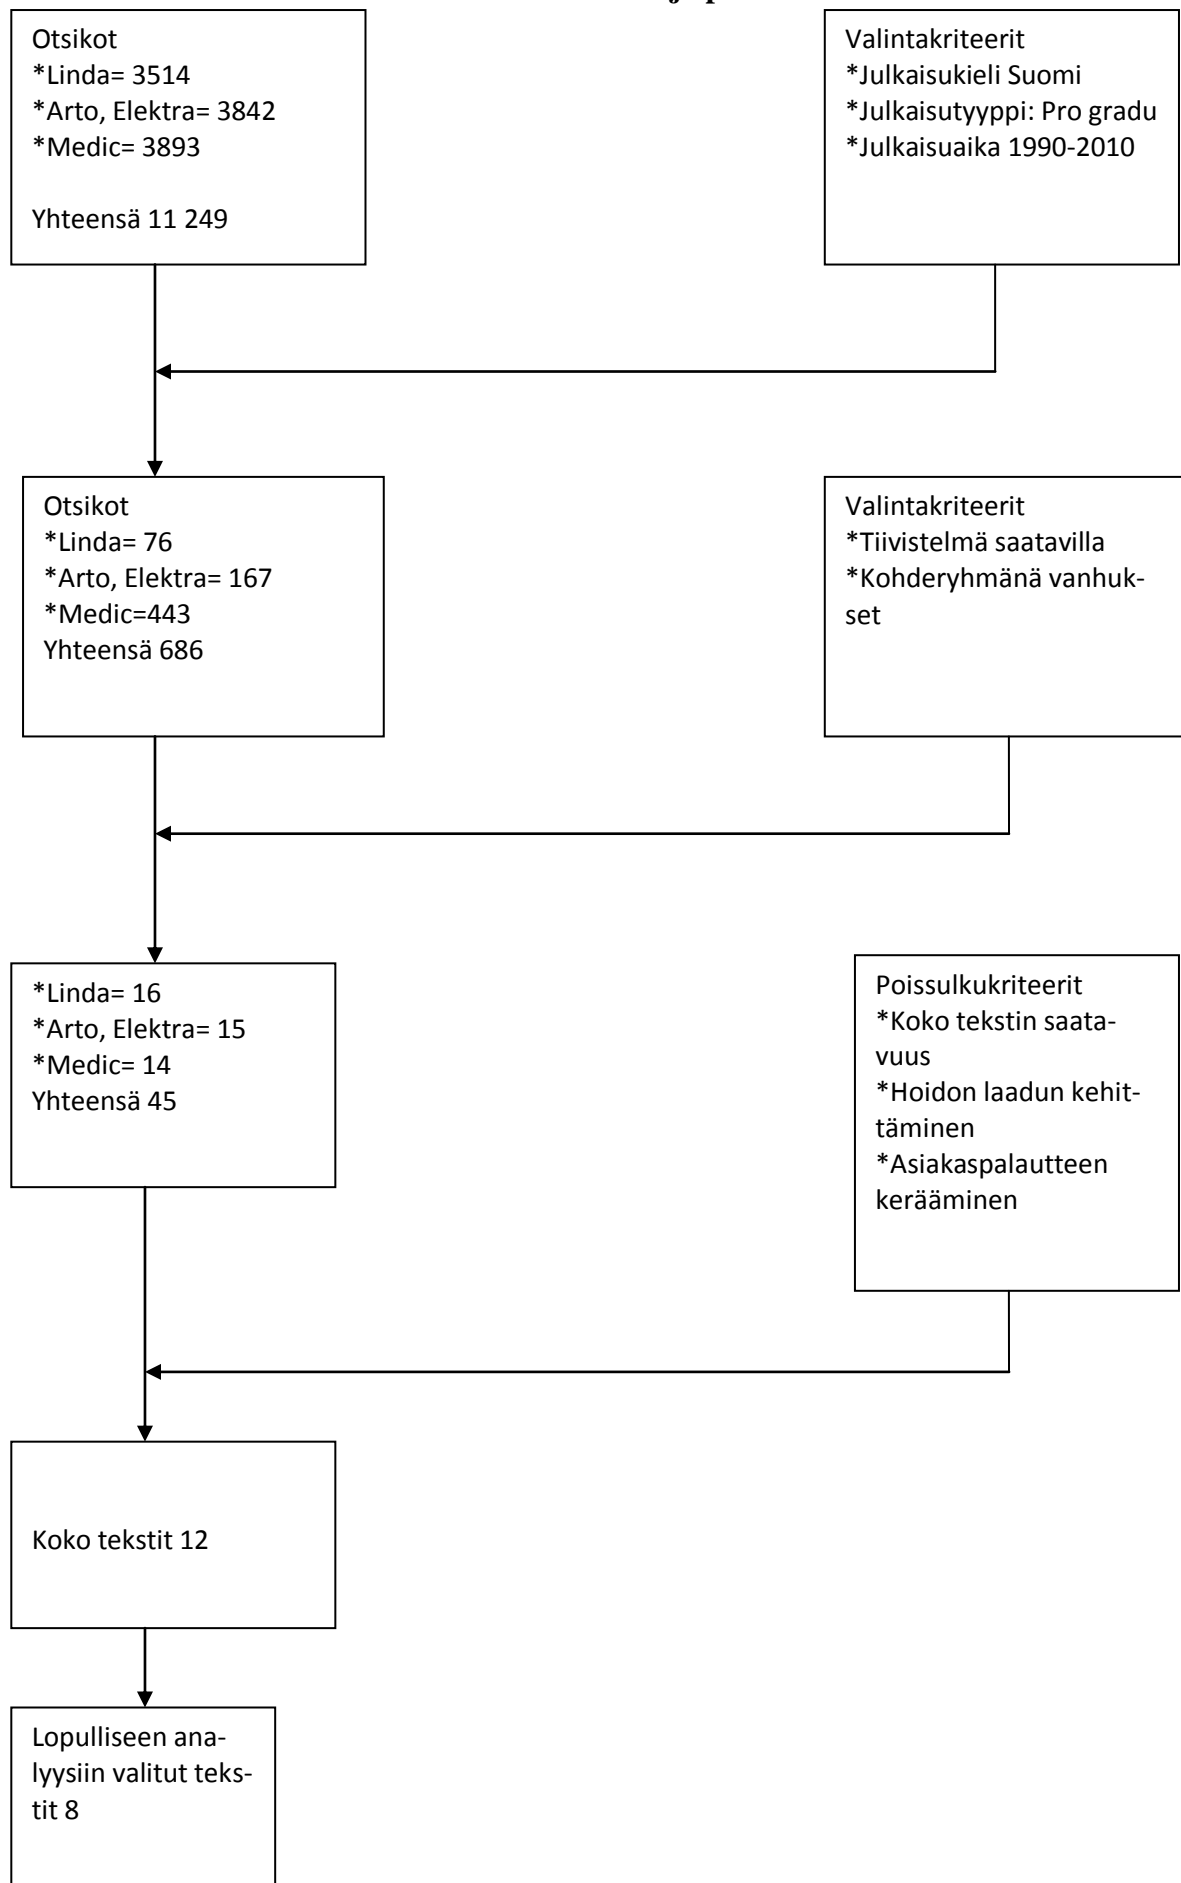 Otsikot
*Linda= 3514
*Arto, Elektra= 3842
*Medic= 3893
Yhteensä 11 249
Valintakriteerit
*Julkaisukieli Suomi
*Julkaisutyyppi: Pro gradu
*Julkaisuaika 1990-2010
Otsikot
*Linda= 76
*Arto, Elektra= 167
*Medic=443
Yhteensä 686
Valintakriteerit
*Tiivistelmä saatavilla
*Kohderyhmänä vanhuk-
set
*Linda= 16
*Arto, Elektra= 15
*Medic= 14
Yhteensä 45
Poissulkukriteerit
*Koko tekstin saata-
vuus
*Hoidon laadun kehit-
täminen
*Asiakaspalautteen
kerääminen
Koko tekstit 12
Lopulliseen ana-
lyysiin valitut teks-
tit 8